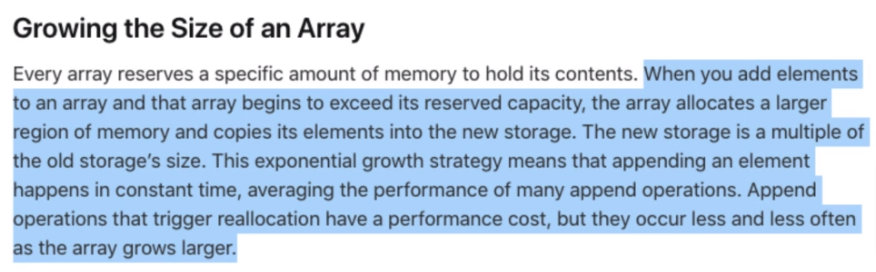 Growing the Size of an Array
Every array reserves a specific amount of memory to hold its contents. When you add elements
to an array and that array begins to exceed its reserved capacity, the array allocates a larger
region of memory and copies its elements into the new storage. The new storage is a multiple of
the old storage’s size. This exponential growth strategy means that appending an element
happens in constant time, averaging the performance of many append operations. Append
operations that trigger reallocation have a performance cost, but they occur less and less often
as the array grows larger.